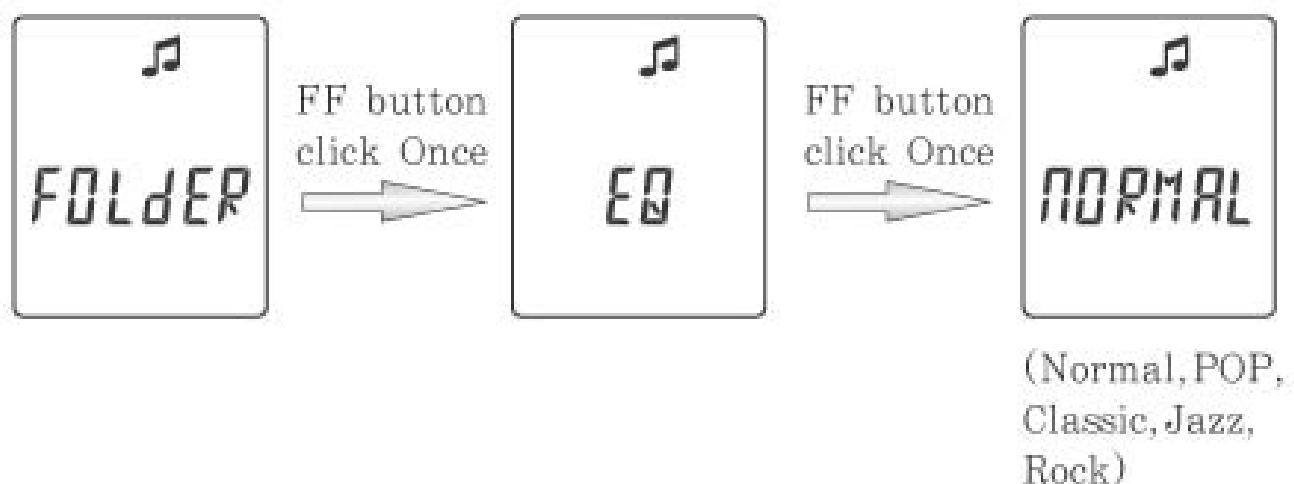 FOLdER
FF button
click Once
EQ
FF button
click Once
NORMAL
(Normal,POP,
Classic,Jazz,
Rock)